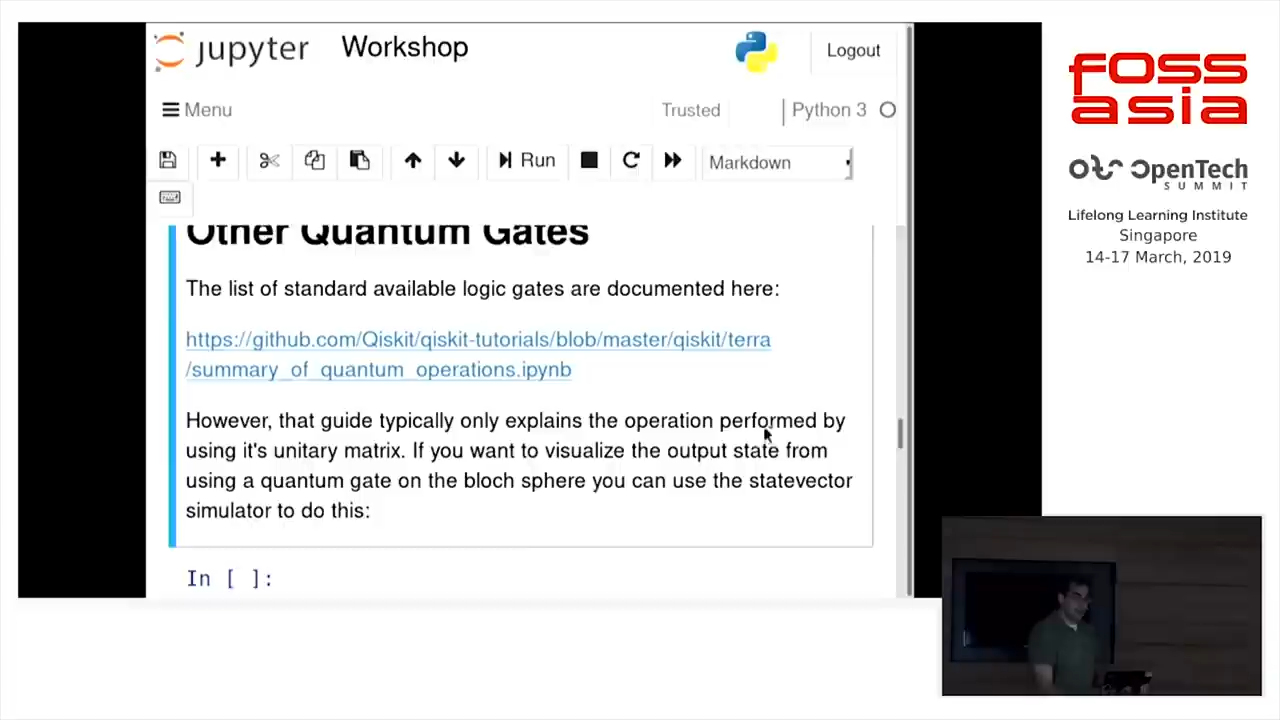 jupyter Workshop Logout
Menu Trusted Python 3
Run Markdown
Other Quantum Gates
The list of standard available logic gates are documented here:
https://github.com/Qiskit/qiskit-tutorials/blob/master/qiskit/terra
/summary_of_quantum_operations.ipynb
However, that guide typically only explains the operation performed by
using it's unitary matrix. If you want to visualize the output state from
using a quantum gate on the bloch sphere you can use the statevector
simulator to do this:
In [ ]:
fOSS
asia
OpenTech
SUMMIT
Lifelong Learning Institute
Singapore
14-17 March, 2019